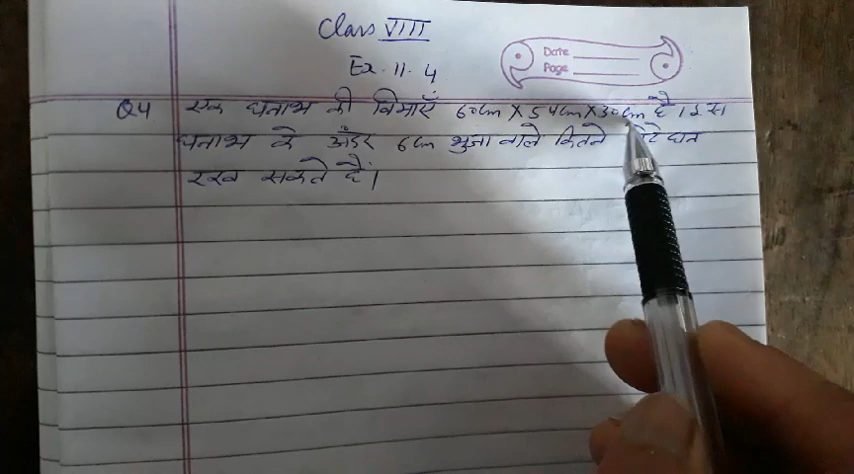 Class VIII
Date
Page
Ex. 11.4
Q4 एक घनाभ की विमाएँ 60cm X 54cm X 30cm है। इस
घनाभ के अंदर 6cm भुजा वाले कितने घन
रख सकते हैं।